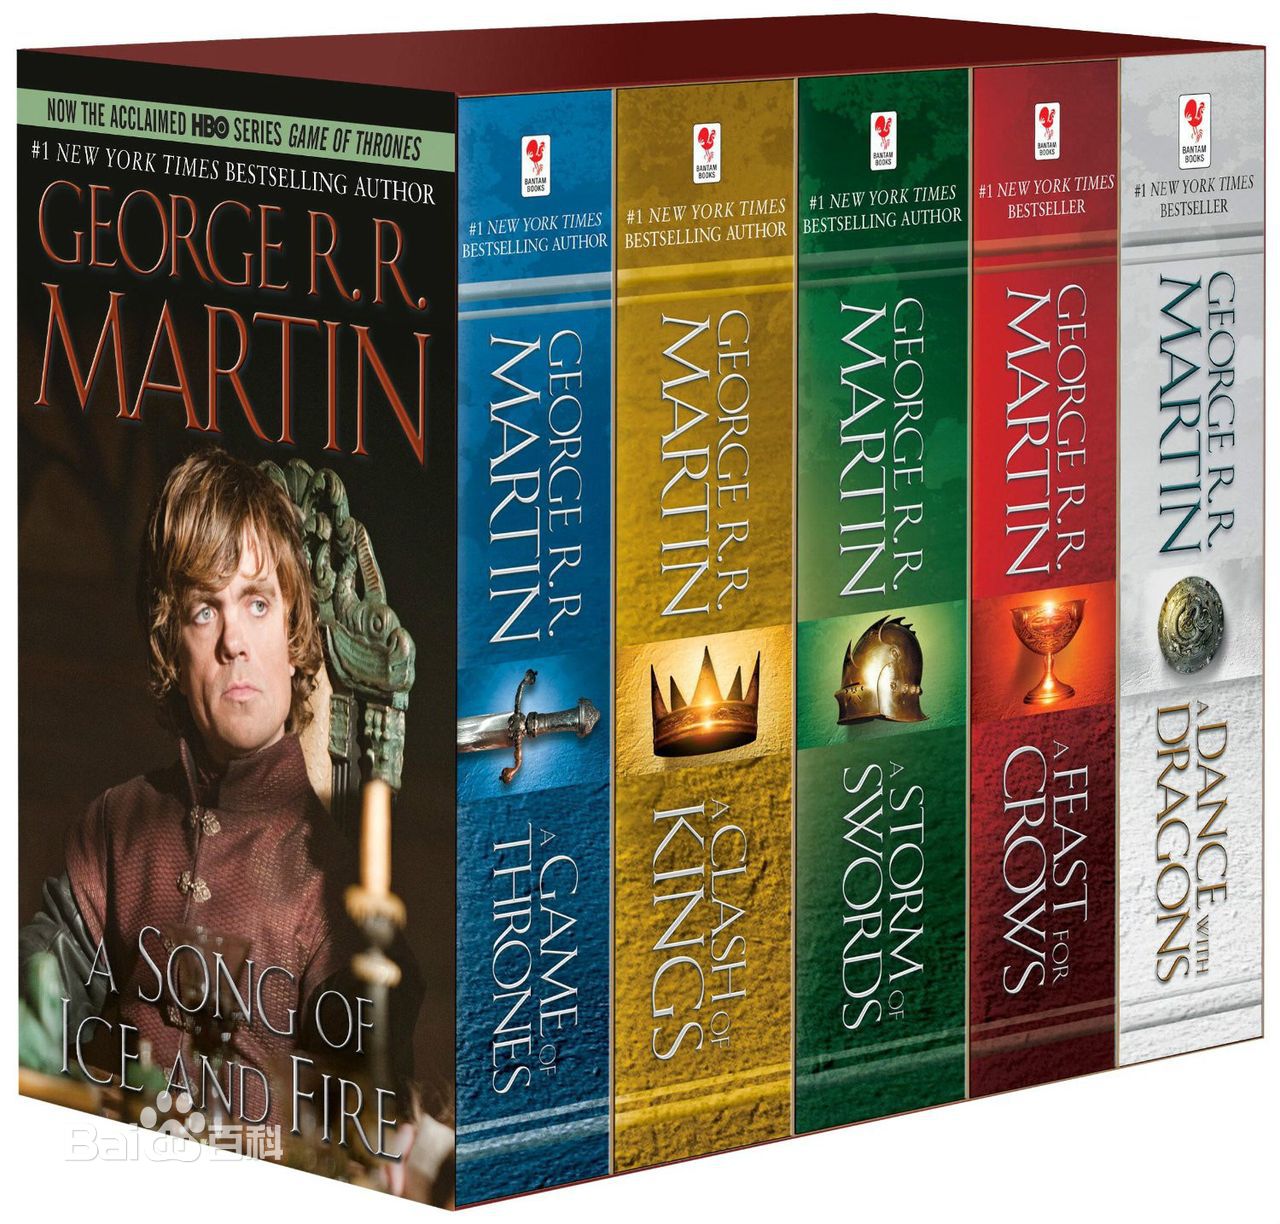 NOW THE ACCLAIMED HBO SERIES GAME OF THRONES
#1 NEW YORK TIMES BESTSELLING AUTHOR
GEORGE R. R.
MARTIN
A SONG OF
ICE AND FIRE
Bai百科
BANTAM
BOOKS
#1 NEW YORK TIMES
BESTSELLING AUTHOR
GEORGE R. R.
MARTIN
A GAME OF
THRONES
BANTAM
BOOKS
#1 NEW YORK TIMES
BESTSELLING AUTHOR
GEORGE R. R.
MARTIN
A CLASH OF
KINGS
BANTAM
BOOKS
#1 NEW YORK TIMES
BESTSELLING AUTHOR
GEORGE R. R.
MARTIN
A STORM OF
SWORDS
BANTAM
BOOKS
#1 NEW YORK TIMES
BESTSELLER
GEORGE R. R.
MARTIN
A FEAST FOR
CROWS
BANTAM
BOOKS
#1 NEW YORK TIMES
BESTSELLER
GEORGE R. R.
MARTIN
A DANCE WITH
DRAGONS